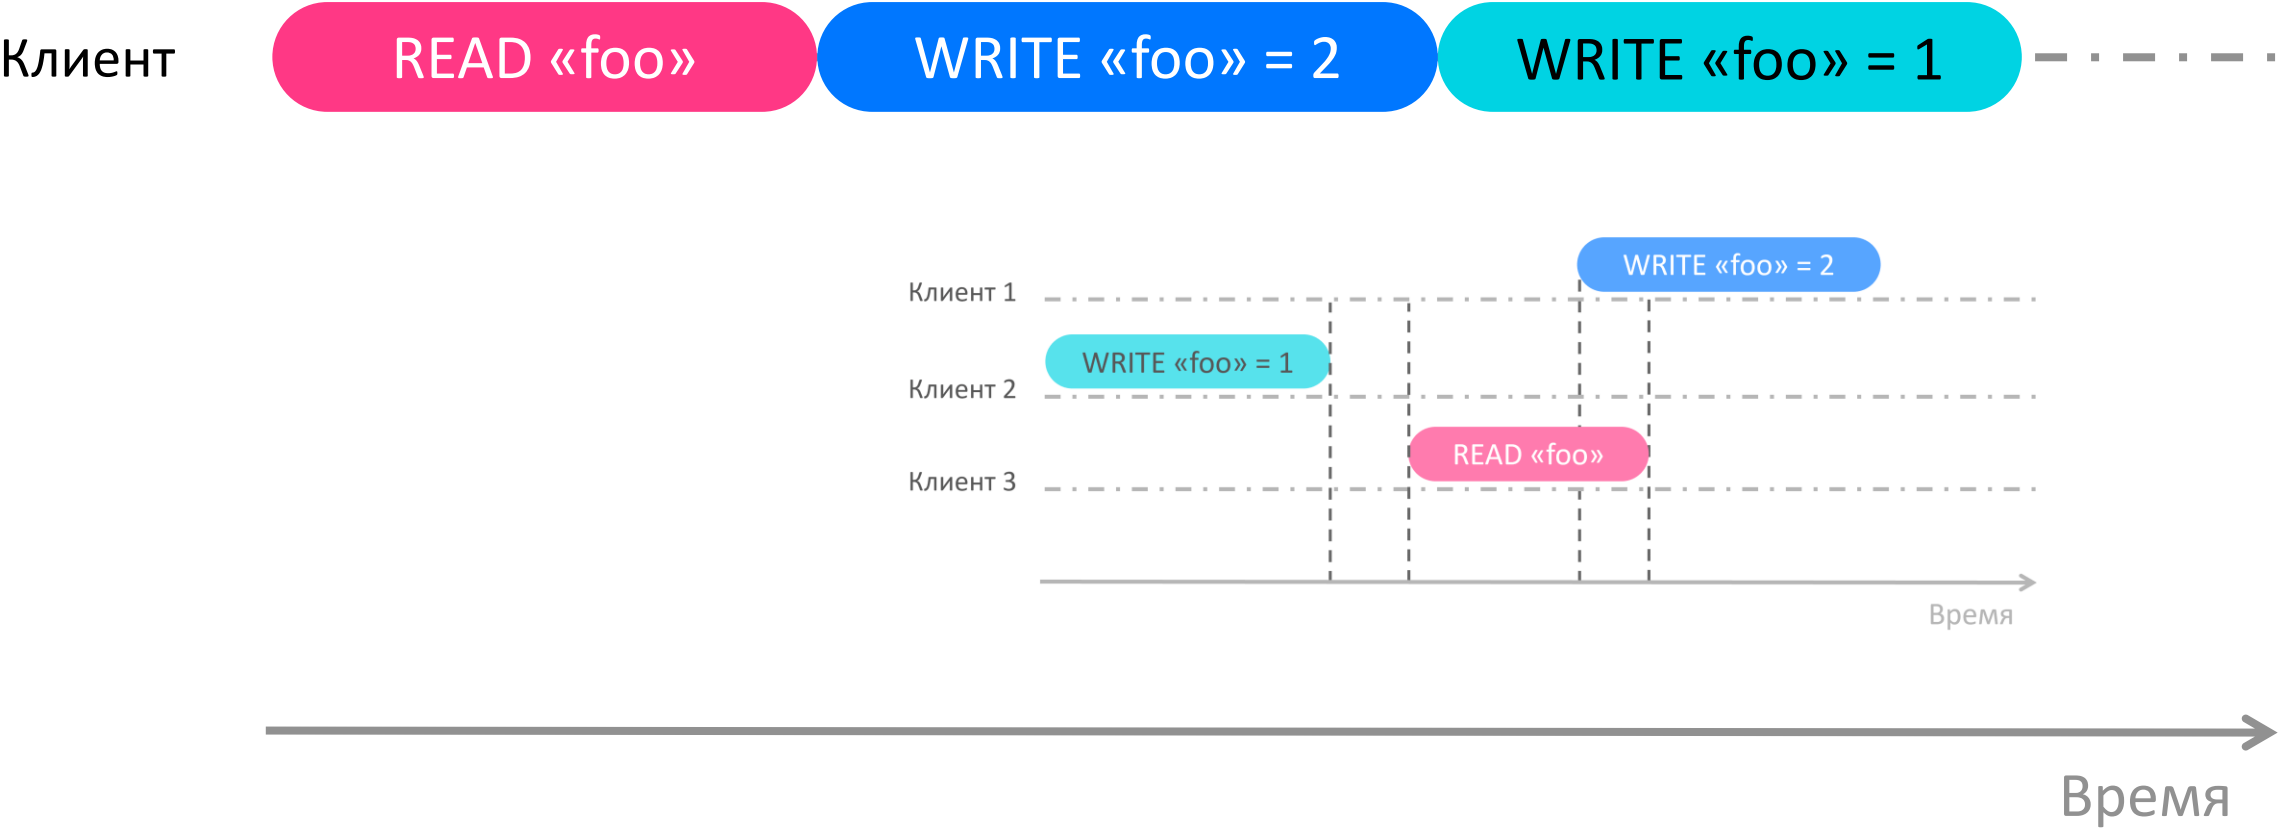 Клиент READ «foo» WRITE «foo» = 2 WRITE «foo» = 1
WRITE «foo» = 2
Клиент 1
WRITE «foo» = 1
Клиент 2
READ «foo»
Клиент 3
Время
Время